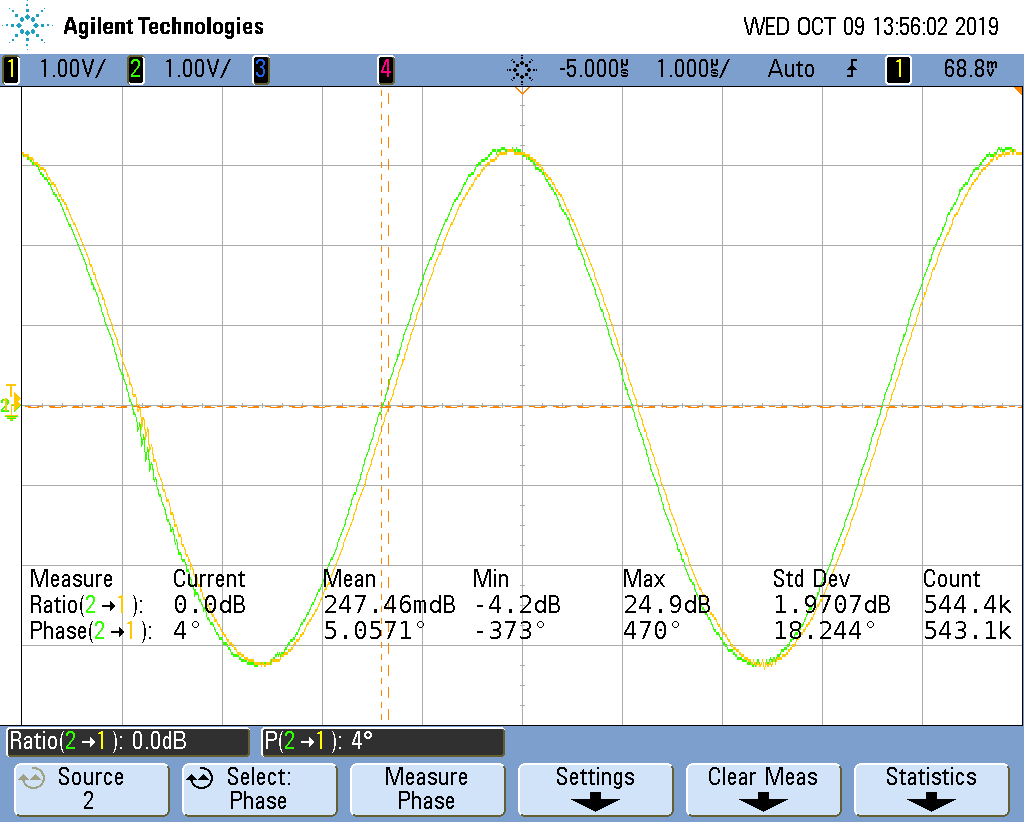 Agilent Technologies WED OCT 09 13:56:02 2019
1 1.00V/ 2 1.00V/ 3 4 -5.000µs 1.000µs/ Auto 1 68.8mV
T
2
Measure Current Mean Min Max Std Dev Count
Ratio(2→1): 0.0dB 247.46mdB -4.2dB 24.9dB 1.9707dB 544.4k
Phase(2→1): 4° 5.0571° -373° 470° 18.244° 543.1k
Ratio(2→1): 0.0dB P(2→1): 4°
Source Select: Measure Settings Clear Meas Statistics
2 Phase Phase